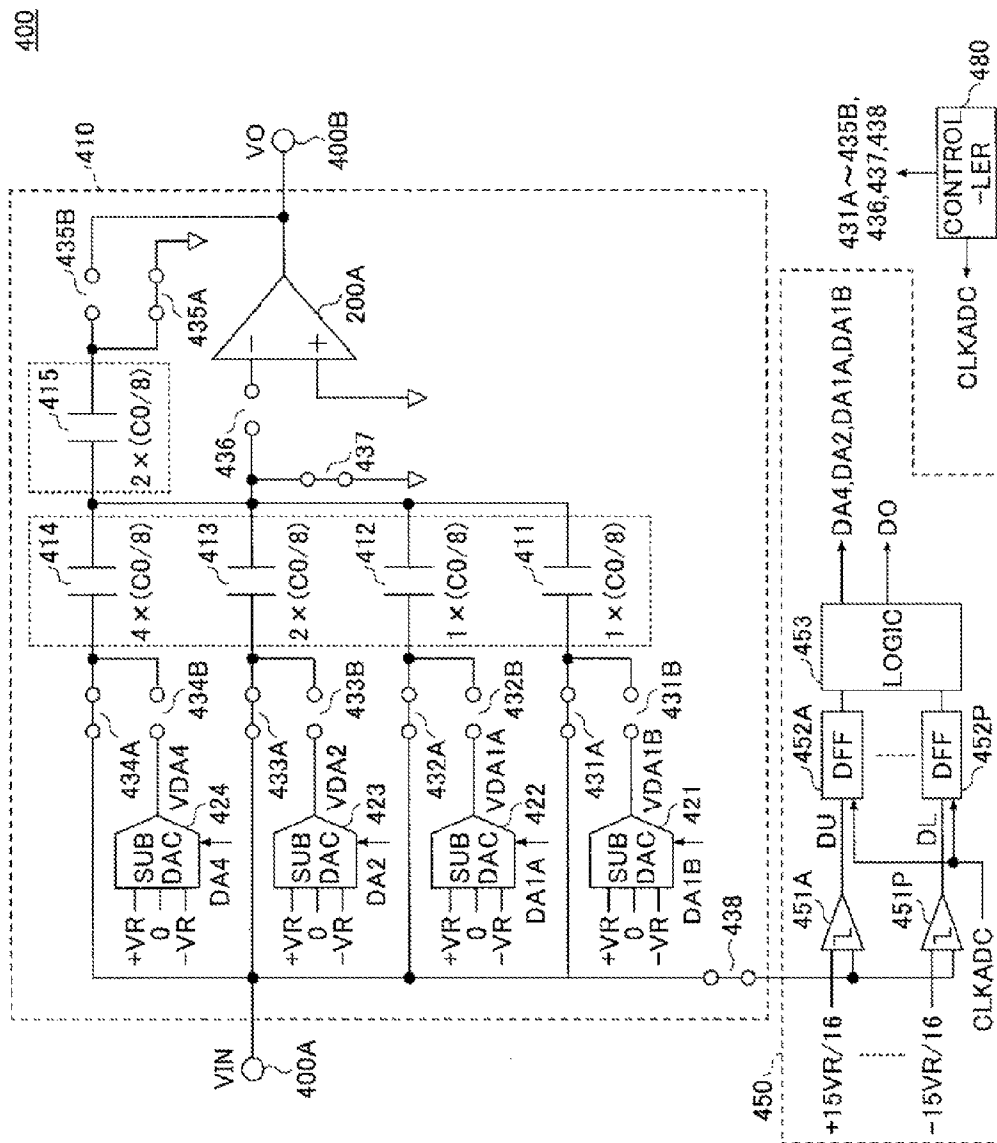 400
410
VO
400B
435B
435A
200A
415
2×(C0/8)
436
437
414
4×(C0/8)
413
2×(C0/8)
412
1×(C0/8)
411
1×(C0/8)
434A
434B
433A
433B
432A
432B
431A
431B
+VR
0
-VR
SUB
DAC
DA4
424
VDA4
+VR
0
-VR
SUB
DAC
DA2
423
VDA2
+VR
0
-VR
SUB
DAC
DA1A
422
VDA1A
+VR
0
-VR
SUB
DAC
DA1B
421
VDA1B
VIN
400A
438
450
+15VR/16
-15VR/16
451A
451P
CLKADC
DU
DL
452A
DFF
DFF
452P
453
LOGIC
DA4,DA2,DA1A,DA1B
DO
431A~435B,
436,437,438
CONTROL
-LER
480
CLKADC